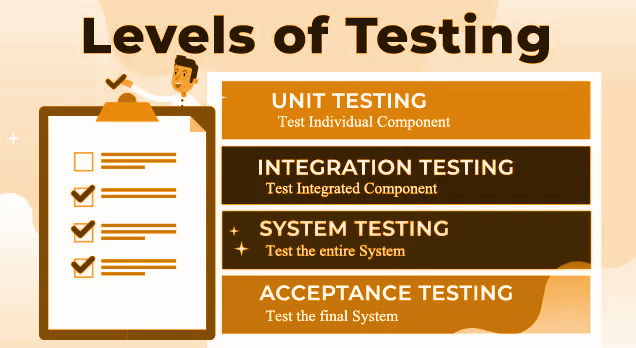 Levels of Testing
UNIT TESTING
Test Individual Component
INTEGRATION TESTING
Test Integrated Component
SYSTEM TESTING
Test the entire System
ACCEPTANCE TESTING
Test the final System